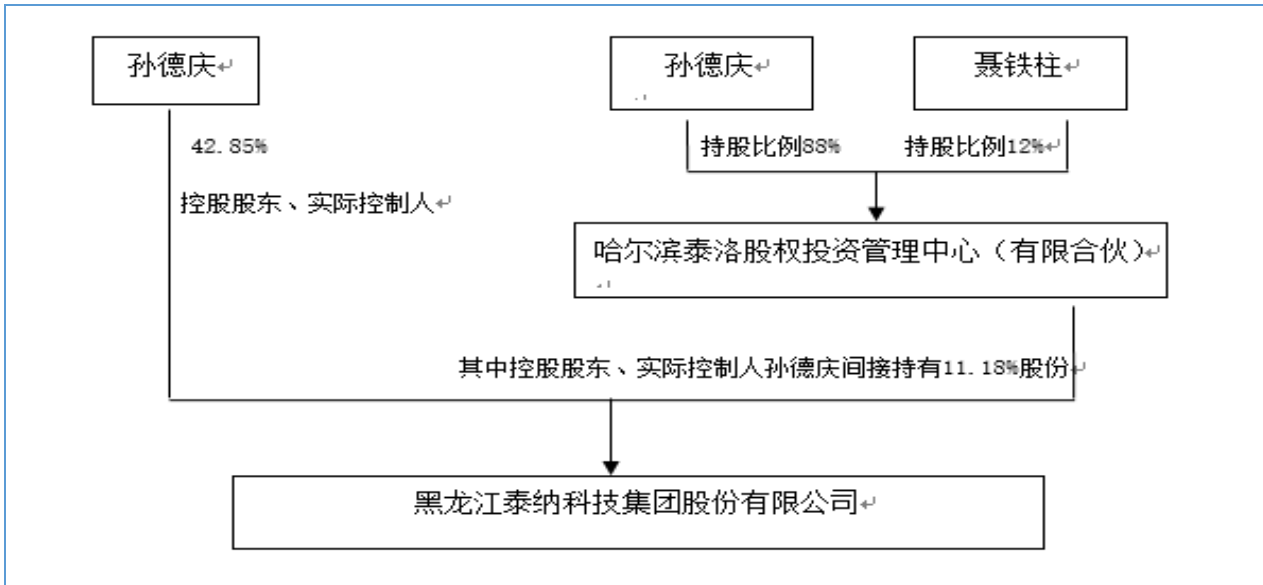 孙德庆
孙德庆
聂铁柱
42.85%
持股比例88%
持股比例12%
控股股东、实际控制人
哈尔滨泰洛股权投资管理中心（有限合伙）
其中控股股东、实际控制人孙德庆间接持有11.18%股份
黑龙江泰纳科技集团股份有限公司